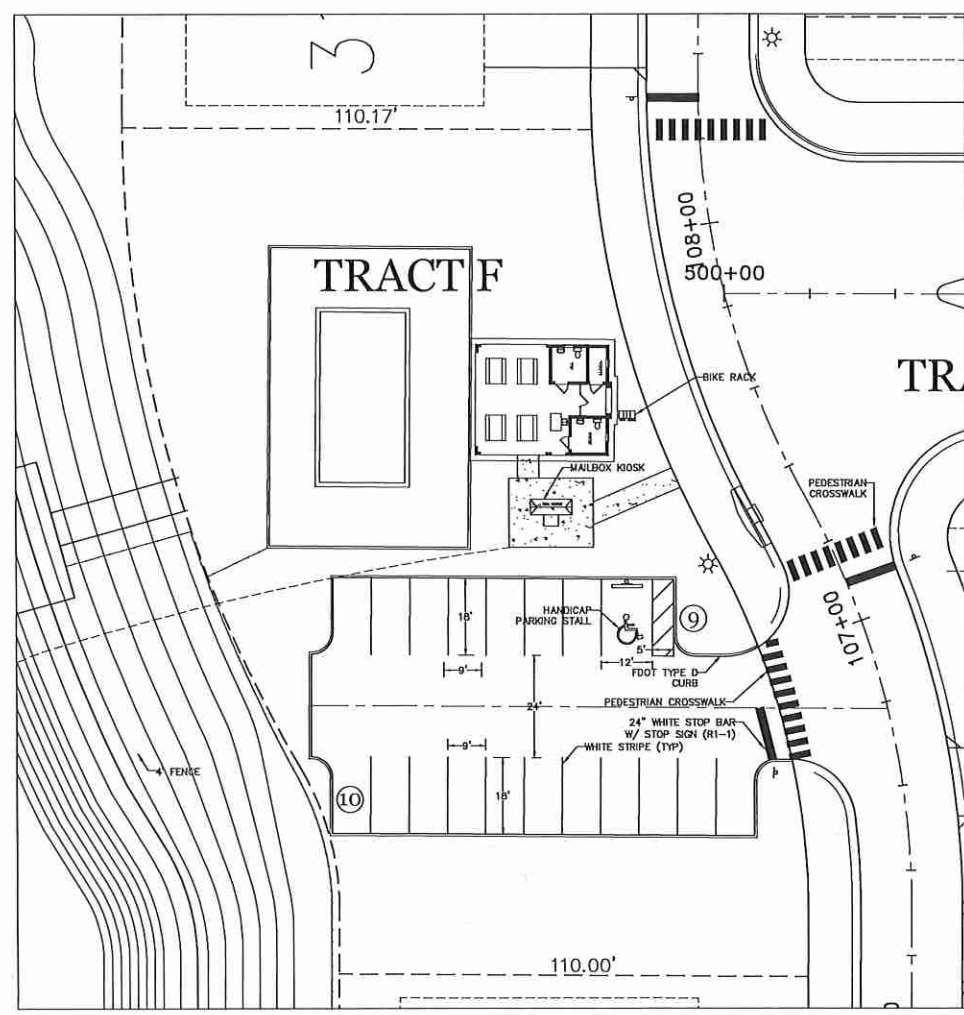 3
110.17'
108+00
500+00
TRACT F
TRA
BIKE RACK
MAILBOX KIOSK
PEDESTRIAN
CROSSWALK
18'
HANDICAP
PARKING STALL
9
107+00
5'
9'
12'
FDOT TYPE D
CURB
24'
PEDESTRIAN CROSSWALK
24" WHITE STOP BAR
W/ STOP SIGN (R1-1)
9'
WHITE STRIPE (TYP)
4' FENCE
18'
10
110.00'